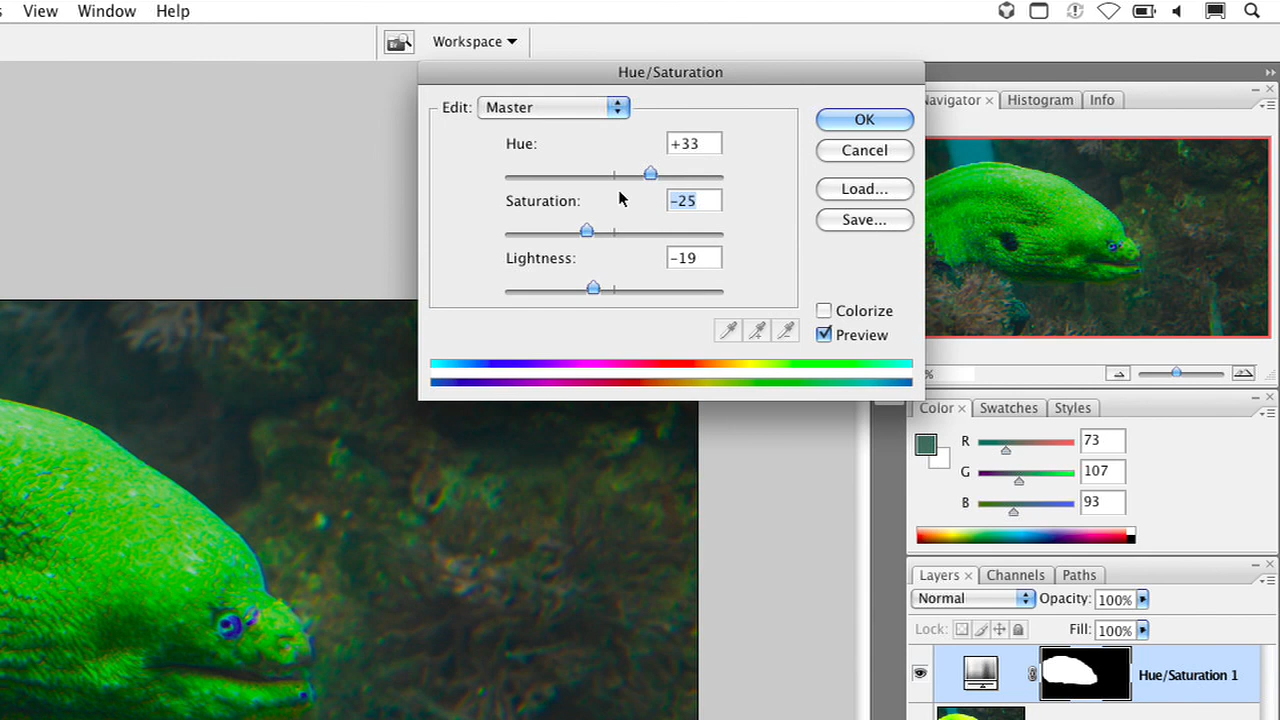 View Window Help
Workspace
Hue/Saturation
Edit: Master
Hue: +33
Saturation: -25
Lightness: -19
OK
Cancel
Load...
Save...
Colorize
Preview
Navigator × Histogram Info
%
Color × Swatches Styles
R 73
G 107
B 93
Layers × Channels Paths
Normal Opacity: 100%
Lock: Fill: 100%
Hue/Saturation 1